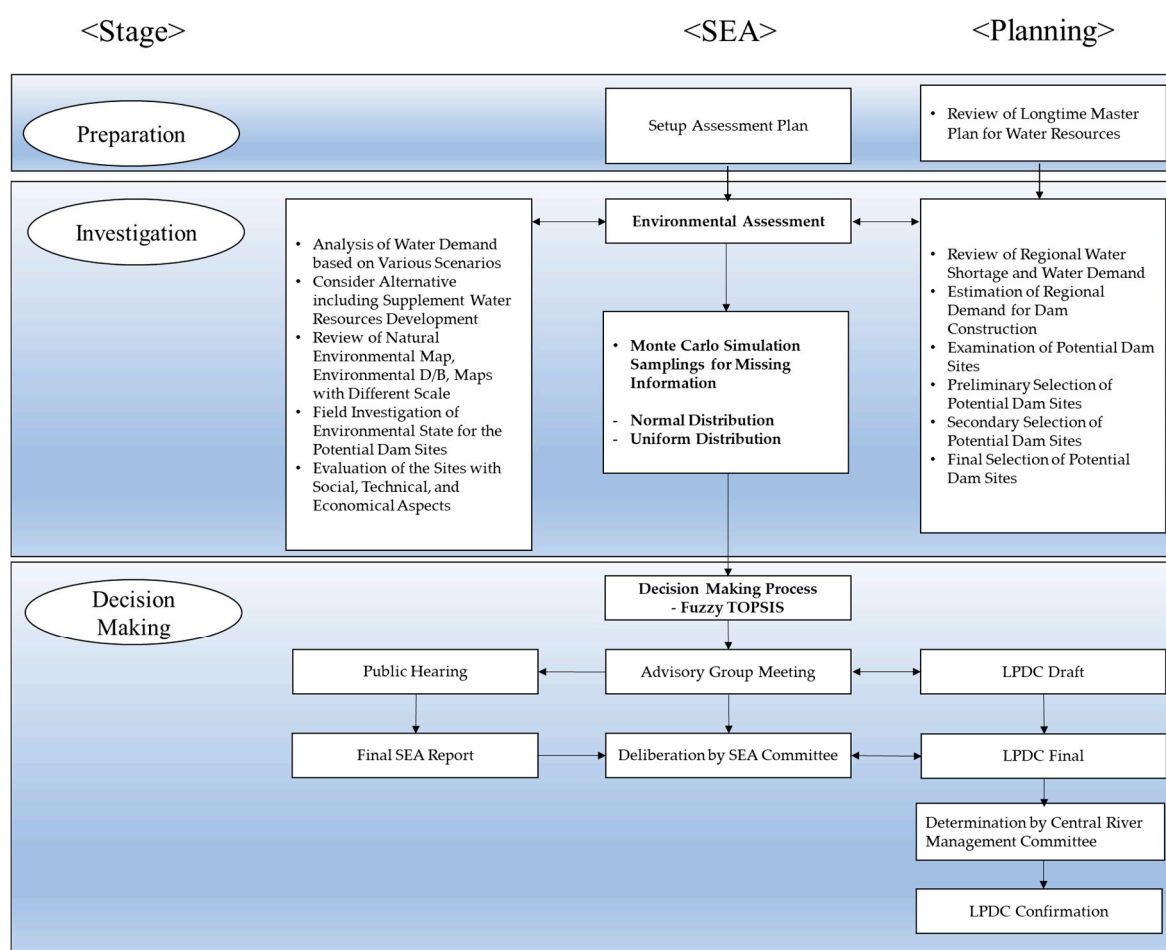 <Stage>
<SEA>
<Planning>
Preparation
Setup Assessment Plan
• Review of Longtime Master
Plan for Water Resources
Investigation
• Analysis of Water Demand
based on Various Scenarios
• Consider Alternative
including Supplement Water
Resources Development
• Review of Natural
Environmental Map,
Environmental D/B, Maps
with Different Scale
• Field Investigation of
Environmental State for the
Potential Dam Sites
• Evaluation of the Sites with
Social, Technical, and
Economical Aspects
Environmental Assessment
• Monte Carlo Simulation
Samplings for Missing
Information
- Normal Distribution
- Uniform Distribution
• Review of Regional Water
Shortage and Water Demand
• Estimation of Regional
Demand for Dam
Construction
• Examination of Potential Dam
Sites
• Preliminary Selection of
Potential Dam Sites
• Secondary Selection of
Potential Dam Sites
• Final Selection of Potential
Dam Sites
Decision
Making
Decision Making Process
- Fuzzy TOPSIS
Public Hearing
Advisory Group Meeting
LPDC Draft
Final SEA Report
Deliberation by SEA Committee
LPDC Final
Determination by Central River
Management Committee
LPDC Confirmation